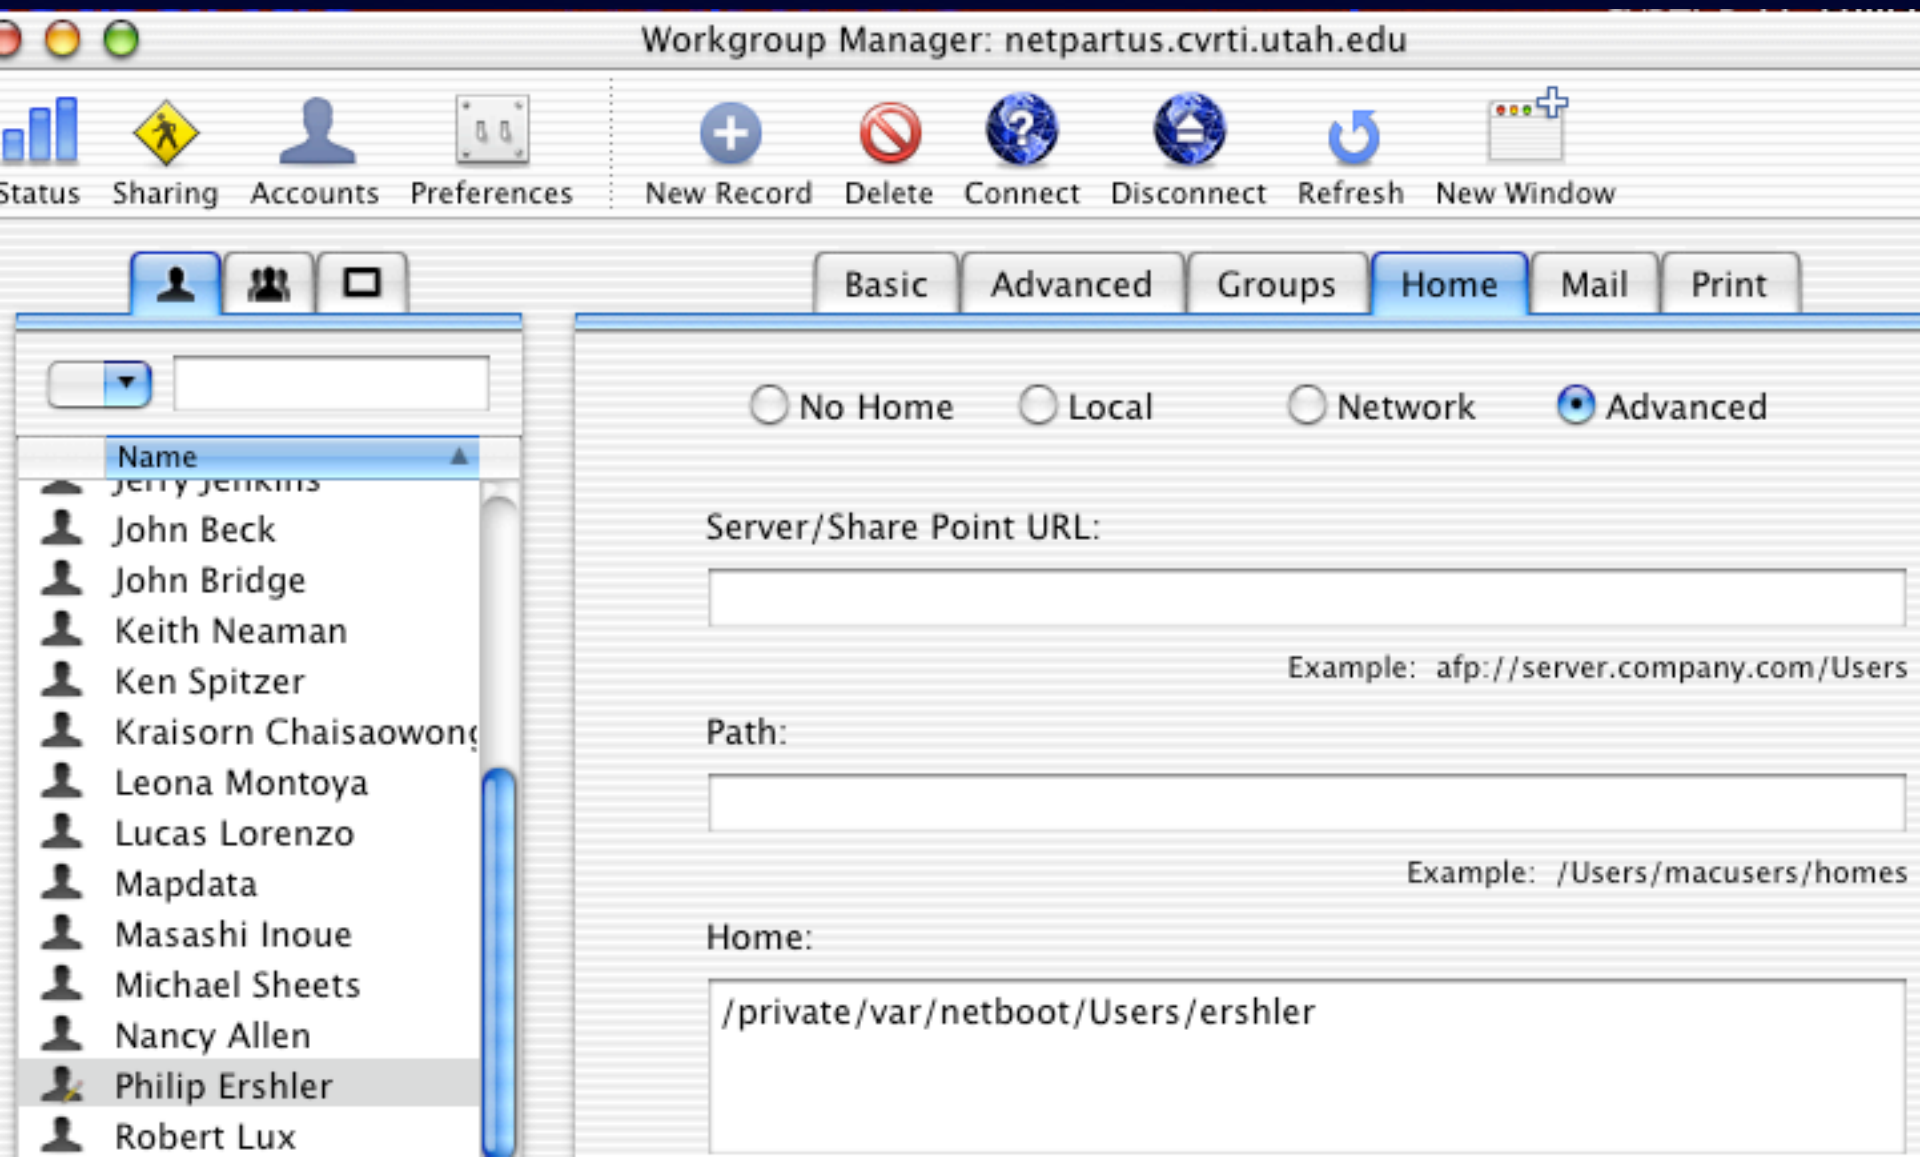 Workgroup Manager: netpartus.cvrti.utah.edu
Status Sharing Accounts Preferences New Record Delete Connect Disconnect Refresh New Window
Basic Advanced Groups Home Mail Print
No Home Local Network Advanced
Name
Jerry Jenkins
John Beck
John Bridge
Keith Neaman
Ken Spitzer
Kraisorn Chaisaowong
Leona Montoya
Lucas Lorenzo
Mapdata
Masashi Inoue
Michael Sheets
Nancy Allen
Philip Ershler
Robert Lux
Server/Share Point URL:
Example: afp://server.company.com/Users
Path:
Example: /Users/macusers/homes
Home:
/private/var/netboot/Users/ershler